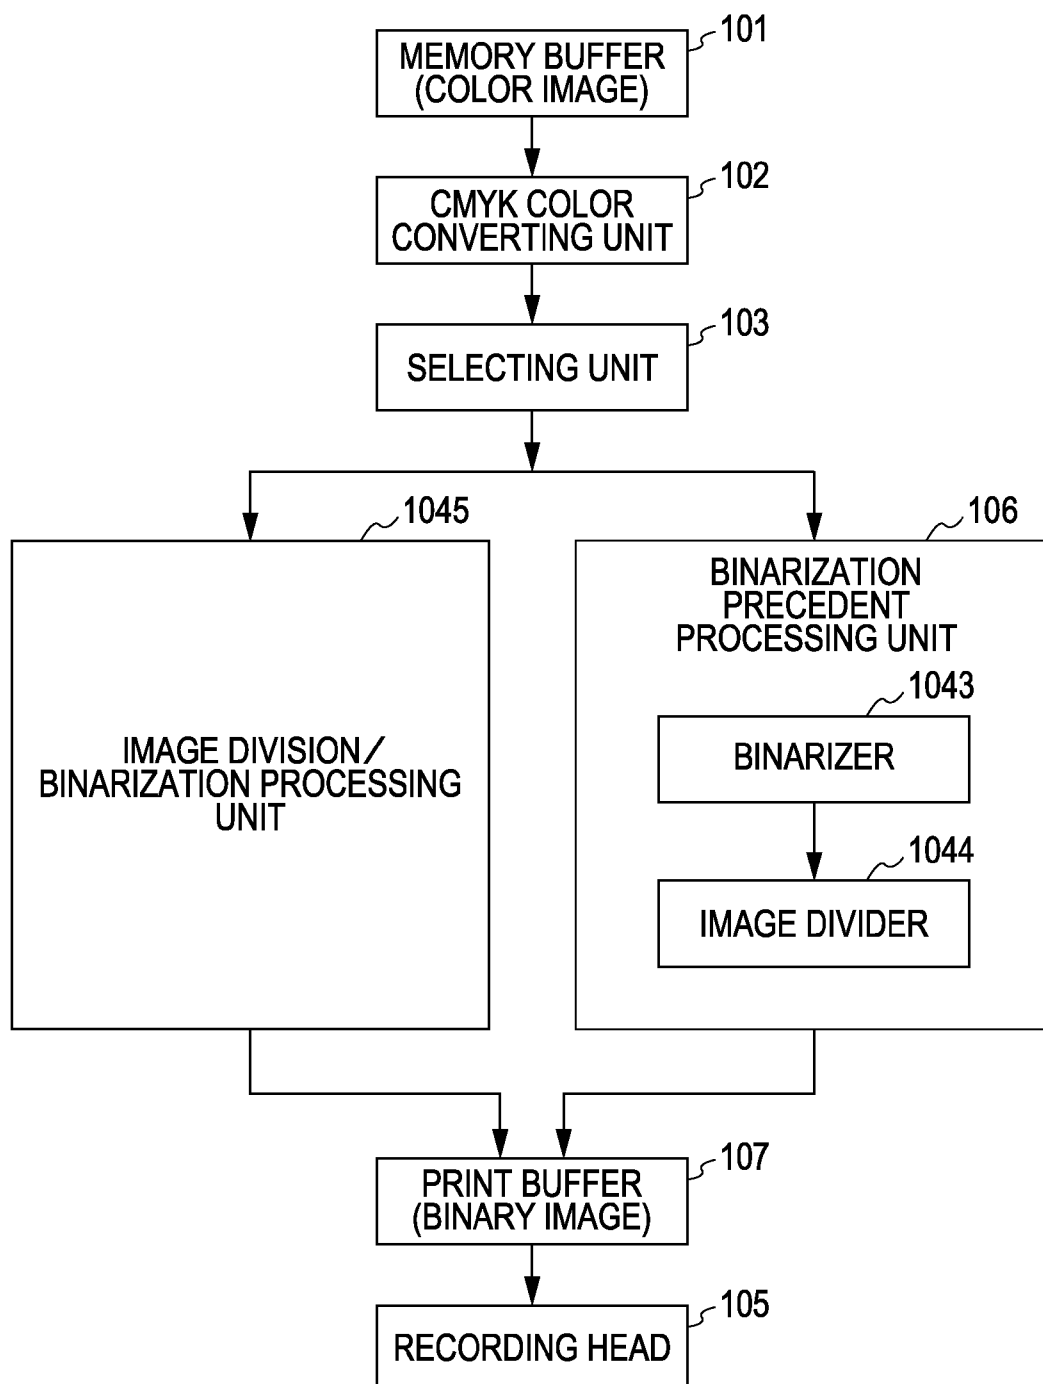 101
MEMORY BUFFER
(COLOR IMAGE)
102
CMYK COLOR
CONVERTING UNIT
103
SELECTING UNIT
1045
IMAGE DIVISION/
BINARIZATION PROCESSING
UNIT
106
BINARIZATION
PRECEDENT
PROCESSING UNIT
1043
BINARIZER
1044
IMAGE DIVIDER
107
PRINT BUFFER
(BINARY IMAGE)
105
RECORDING HEAD